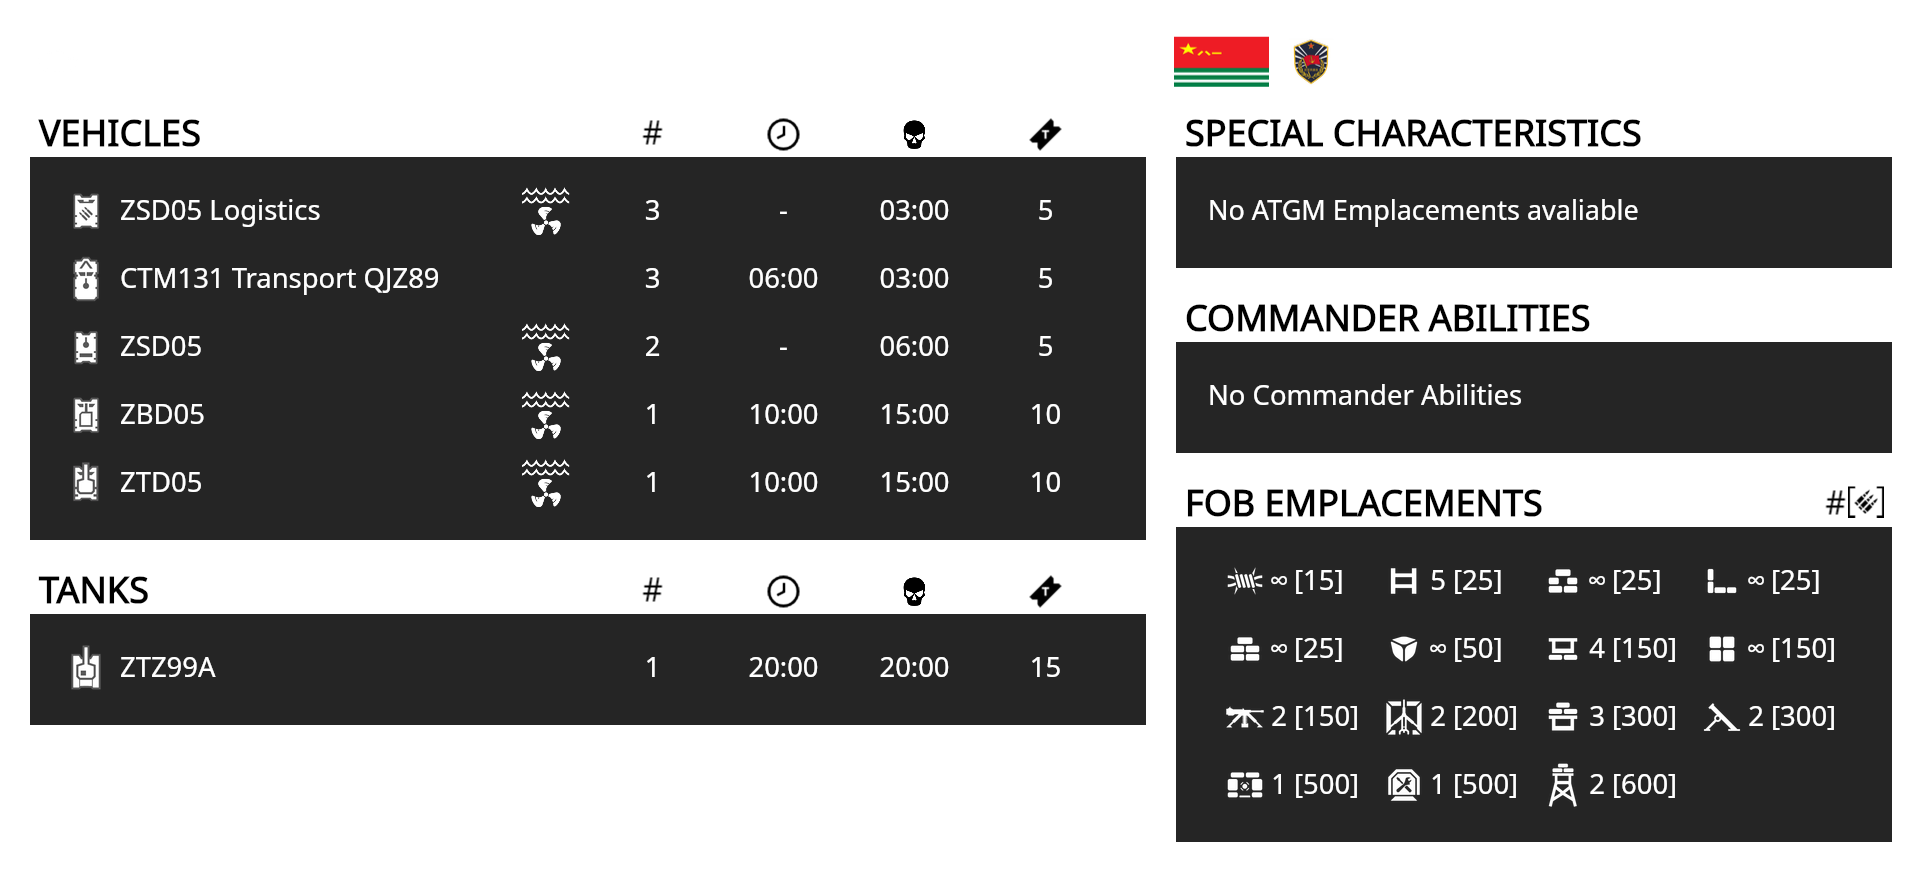 VEHICLES #
ZSD05 Logistics 3 - 03:00 5
CTM131 Transport QJZ89 3 06:00 03:00 5
ZSD05 2 - 06:00 5
ZBD05 1 10:00 15:00 10
ZTD05 1 10:00 15:00 10
TANKS # T
ZTZ99A 1 20:00 20:00 15
SPECIAL CHARACTERISTICS
No ATGM Emplacements avaliable
COMMANDER ABILITIES
No Commander Abilities
FOB EMPLACEMENTS #[]
∞ [15] 5 [25] ∞ [25] ∞ [25]
∞ [25] ∞ [50] 4 [150] ∞ [150]
2 [150] 2 [200] 3 [300] 2 [300]
1 [500] 1 [500] 2 [600]